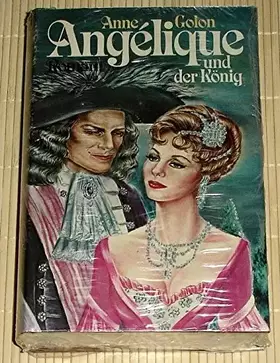 Anne Golon
Angélique
und
der König
Roman